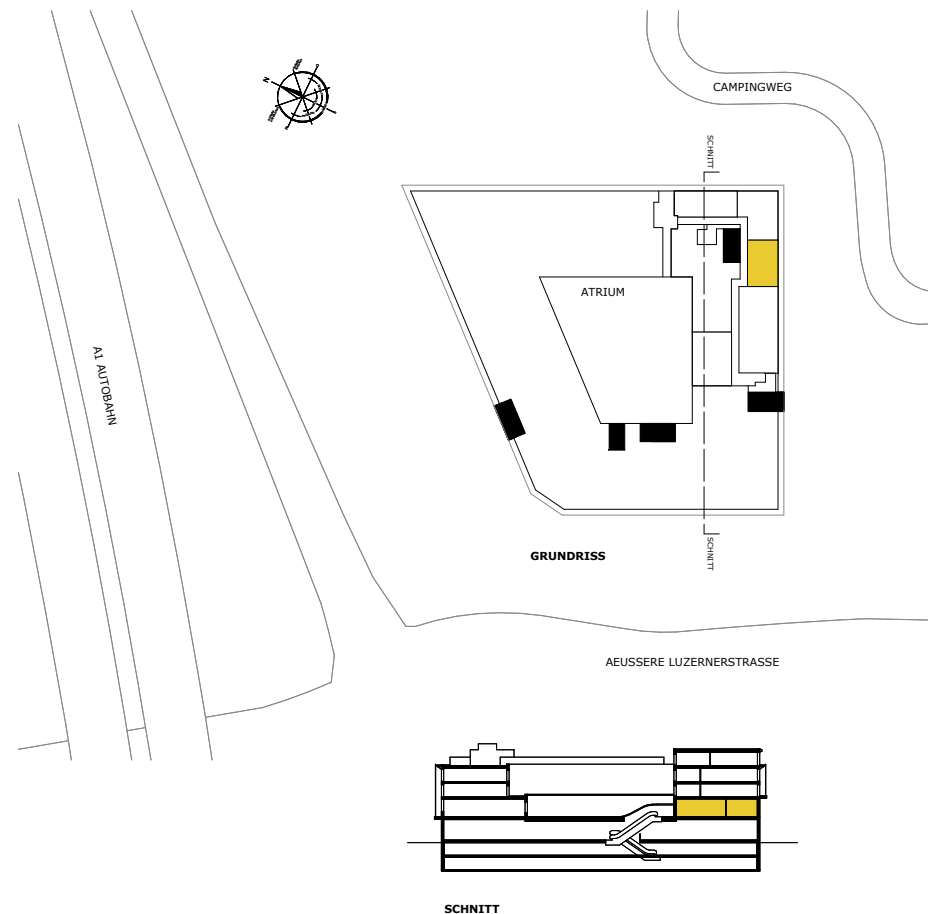 CAMPINGWEG
N
SCHNITT
ATRIUM
A1 AUTOBAHN
SCHNITT
GRUNDRISS
AEUSSERE LUZERNERSTRASSE
SCHNITT